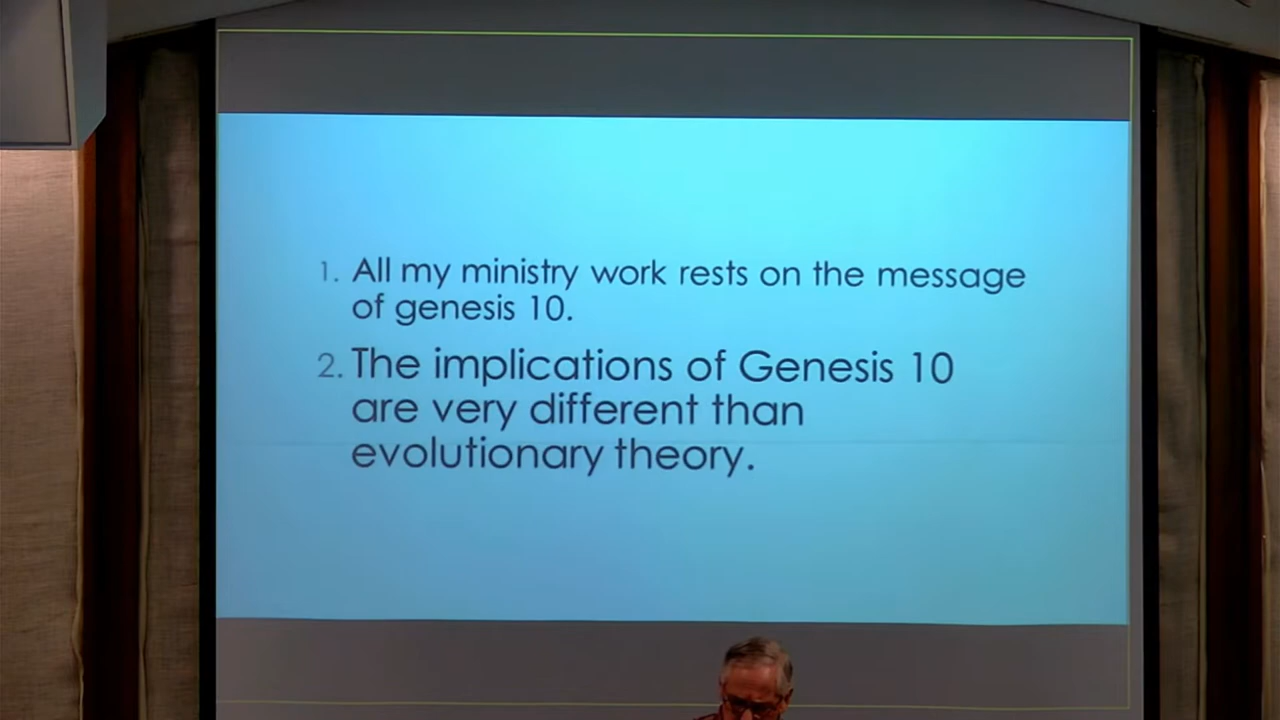 1. All my ministry work rests on the message
of genesis 10.
2. The implications of Genesis 10
are very different than
evolutionary theory.